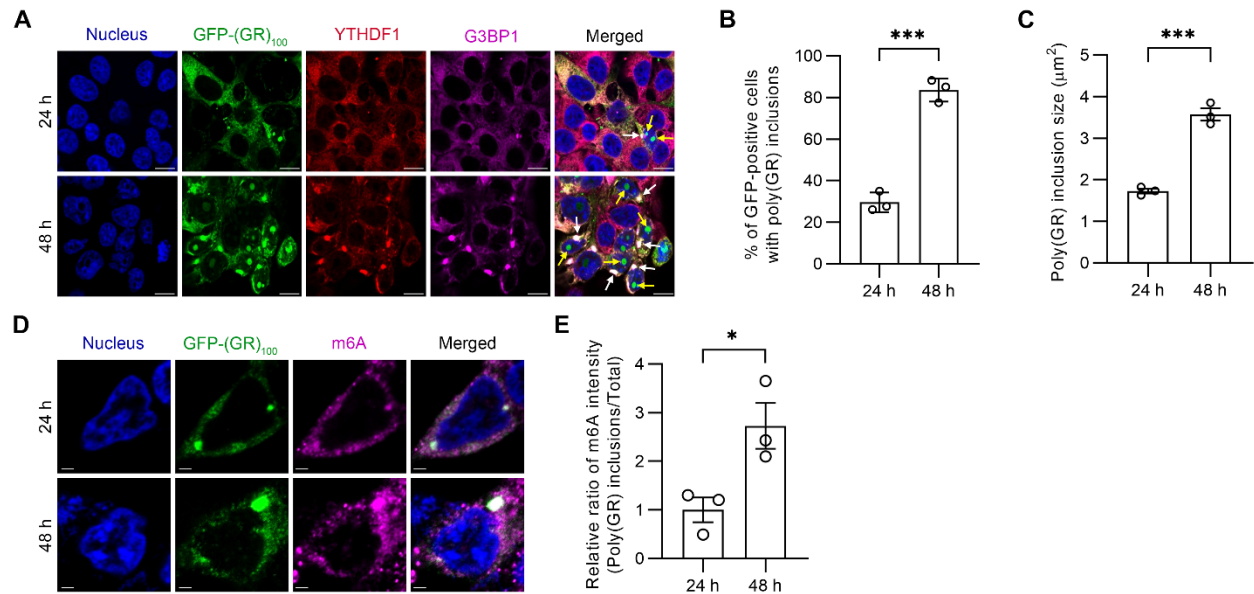 A
Nucleus GFP-(GR)₁₀₀ YTHDF1 G3BP1 Merged
24 h
48 h
B
***
% of GFP-positive cells
with poly(GR) inclusions
100
80
60
40
20
0
24 h 48 h
C
***
Poly(GR) inclusion size (μm²)
5
4
3
2
1
0
24 h 48 h
D
Nucleus GFP-(GR)₁₀₀ m6A Merged
24 h
48 h
E
*
Relative ratio of m6A intensity
(Poly(GR) inclusions/Total)
4
3
2
1
0
24 h 48 h